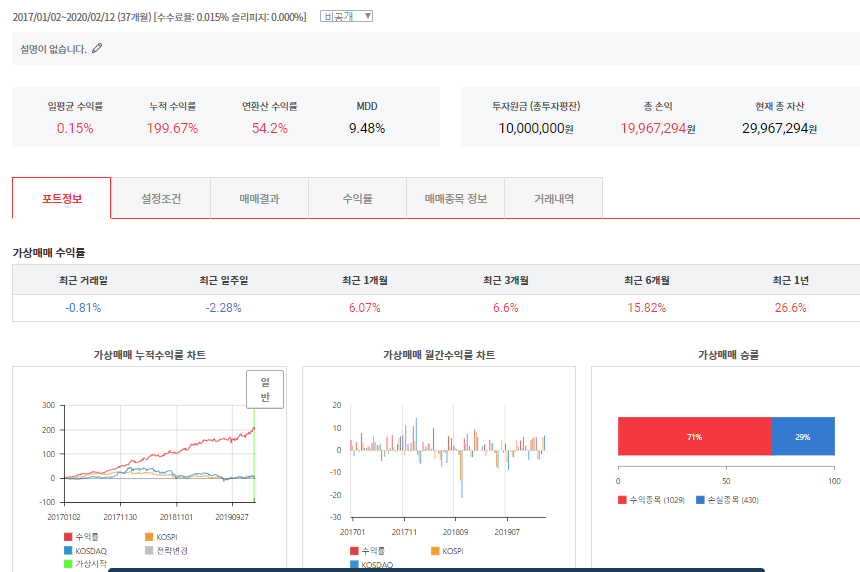 2017/01/02~2020/02/12 (37개월) [수수료율: 0.015% 슬리피지: 0.000%] 비공개 ▼
설명이 없습니다.
일평균 수익률 누적 수익률 연환산 수익률 MDD
0.15% 199.67% 54.2% 9.48%
투자원금 (총투자평잔) 총 손익 현재 총 자산
10,000,000원 19,967,294원 29,967,294원
포트정보 설정조건 매매결과 수익률 매매종목 정보 거래내역
가상매매 수익률
최근 거래일 최근 일주일 최근 1개월 최근 3개월 최근 6개월 최근 1년
-0.81% -2.28% 6.07% 6.6% 15.82% 26.6%
가상매매 누적수익률 차트
일
반
300
200
100
0
-100
20170102 20171130 20181101 20190927
수익률 KOSPI
KOSDAQ 전략변경
가상시작
가상매매 월간수익률 차트
20
10
0
-10
-20
-30
201701 201711 201809 201907
수익률 KOSPI
KOSDAQ
가상매매 승률
71% 29%
0 50 100
수익종목 (1029) 손실종목 (430)